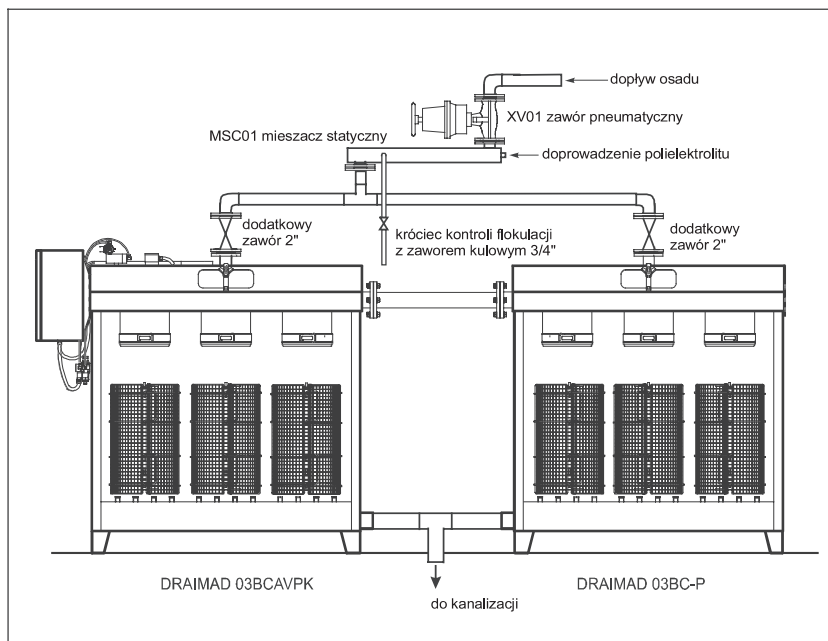 dopływ osadu
XV01 zawór pneumatyczny
MSC01 mieszacz statyczny
doprowadzenie polielektrolitu
dodatkowy
zawór 2"
króciec kontroli flokulacji
z zaworem kulowym 3/4"
dodatkowy
zawór 2"
DRAIMAD 03BCAVPK
DRAIMAD 03BC-P
do kanalizacji